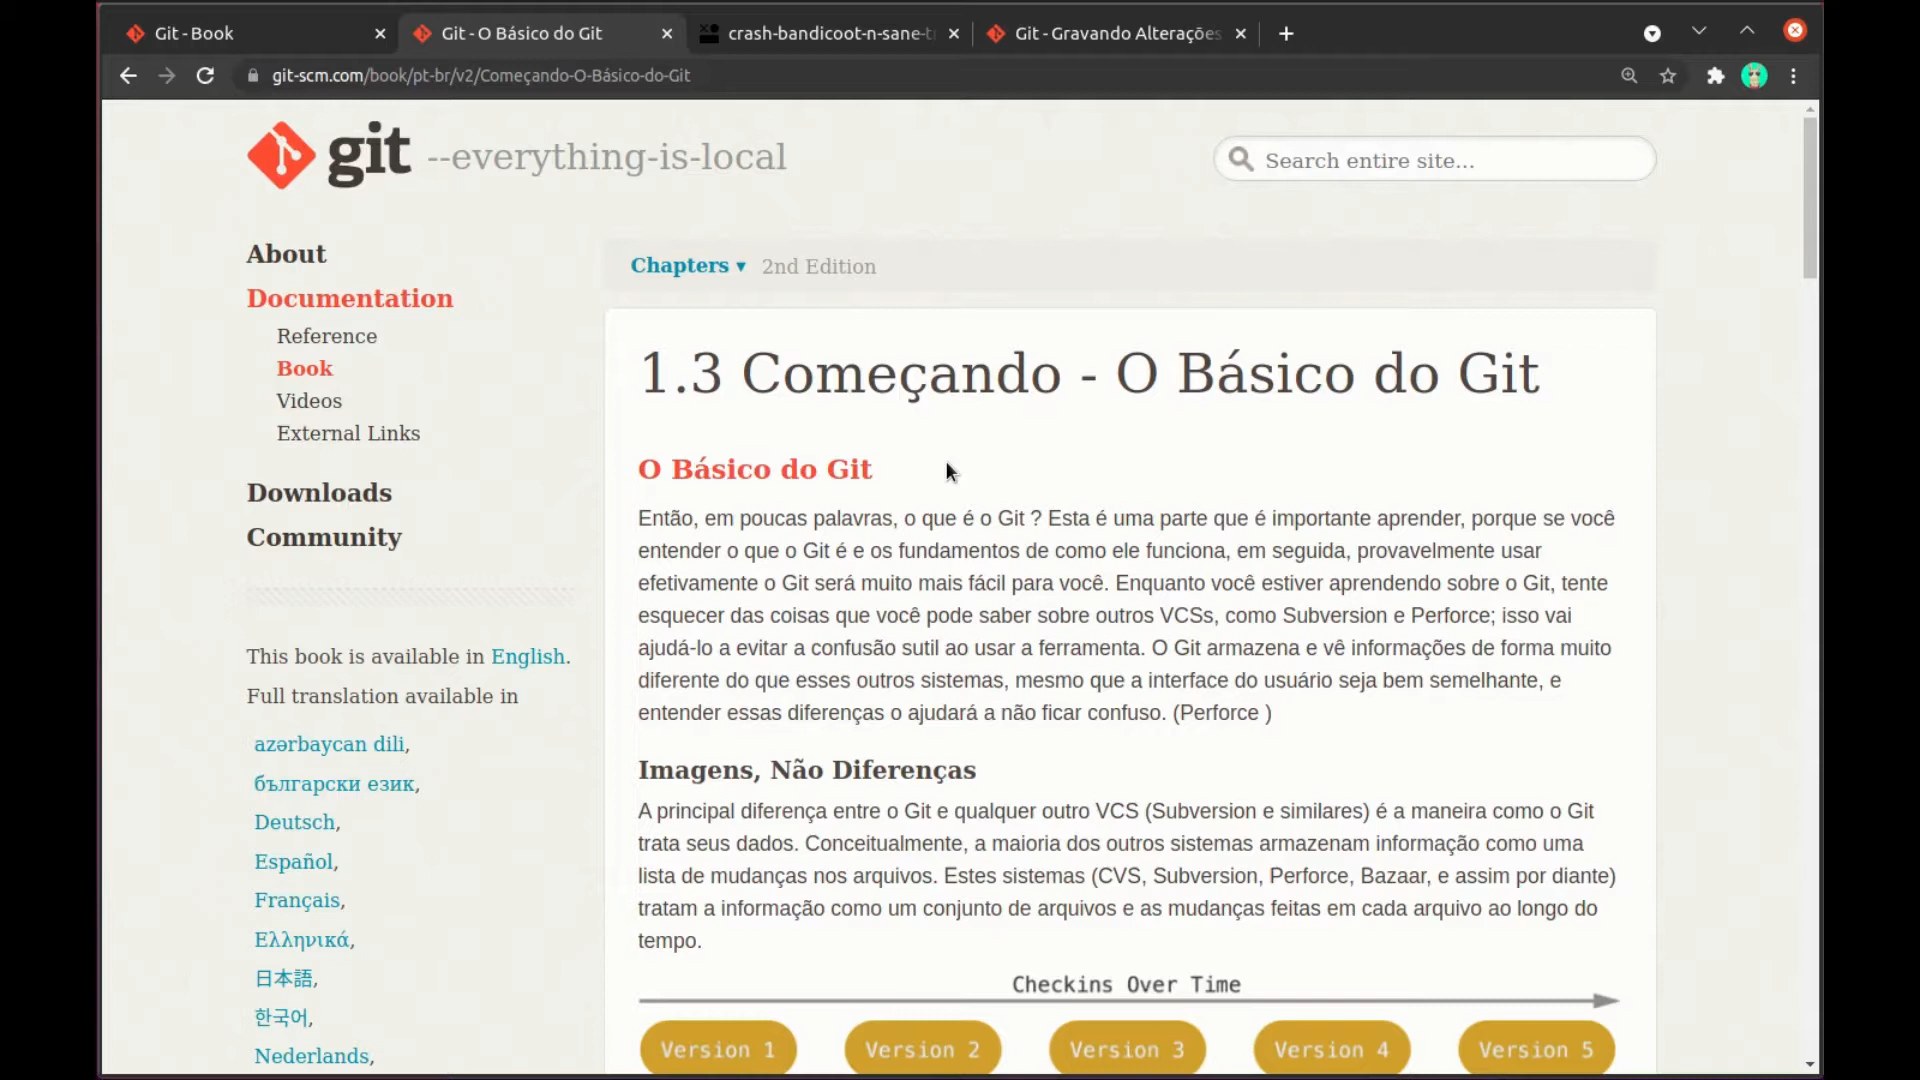 Git - Book
Git - O Básico do Git
crash-bandicoot-n-sane-t
Git - Gravando Alterações
git-scm.com/book/pt-br/v2/Começando-O-Básico-do-Git
git --everything-is-local
Search entire site...
About
Documentation
Reference
Book
Videos
External Links
Downloads
Community
This book is available in English.
Full translation available in
azərbaycan dili,
български език,
Deutsch,
Español,
Français,
Ελληνικά,
日本語,
한국어,
Nederlands,
Chapters ▾ 2nd Edition
1.3 Começando - O Básico do Git
O Básico do Git
Então, em poucas palavras, o que é o Git ? Esta é uma parte que é importante aprender, porque se você
entender o que o Git é e os fundamentos de como ele funciona, em seguida, provavelmente usar
efetivamente o Git será muito mais fácil para você. Enquanto você estiver aprendendo sobre o Git, tente
esquecer das coisas que você pode saber sobre outros VCSs, como Subversion e Perforce; isso vai
ajudá-lo a evitar a confusão sutil ao usar a ferramenta. O Git armazena e vê informações de forma muito
diferente do que esses outros sistemas, mesmo que a interface do usuário seja bem semelhante, e
entender essas diferenças o ajudará a não ficar confuso. (Perforce )
Imagens, Não Diferenças
A principal diferença entre o Git e qualquer outro VCS (Subversion e similares) é a maneira como o Git
trata seus dados. Conceitualmente, a maioria dos outros sistemas armazenam informação como uma
lista de mudanças nos arquivos. Estes sistemas (CVS, Subversion, Perforce, Bazaar, e assim por diante)
tratam a informação como um conjunto de arquivos e as mudanças feitas em cada arquivo ao longo do
tempo.
Checkins Over Time
Version 1 Version 2 Version 3 Version 4 Version 5